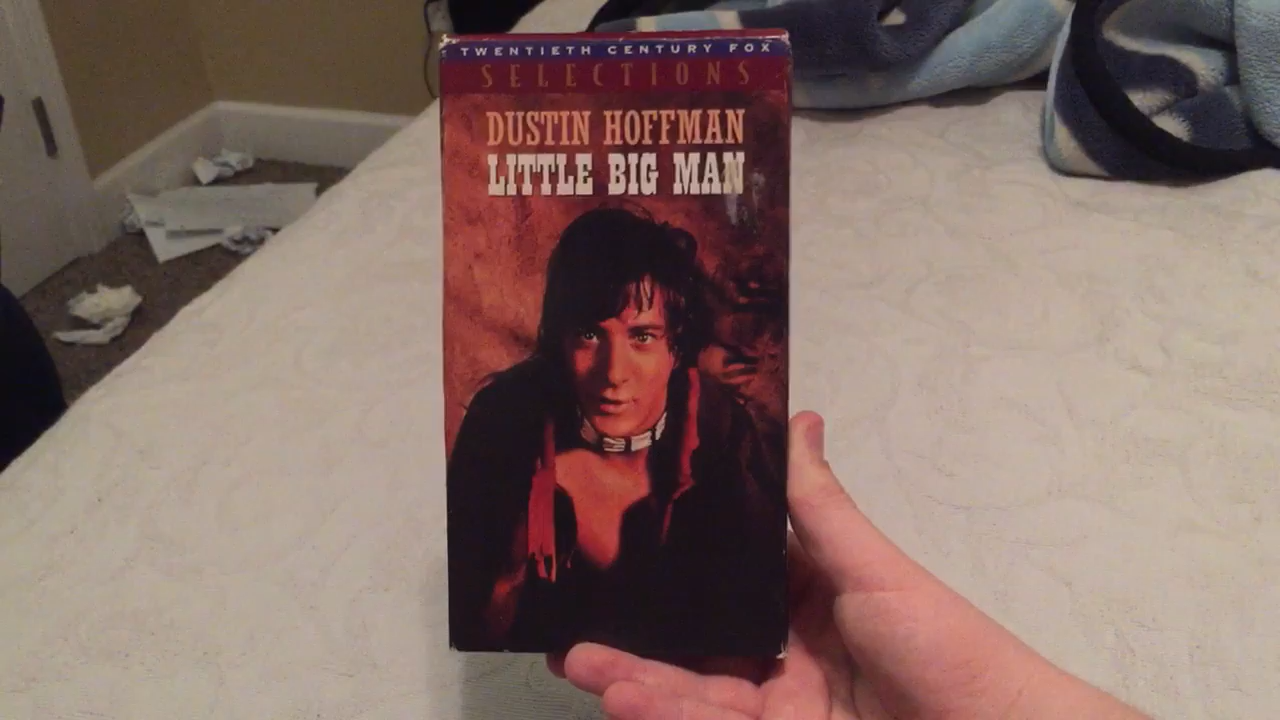 TWENTIETH CENTURY FOX
SELECTIONS
DUSTIN HOFFMAN
LITTLE BIG MAN